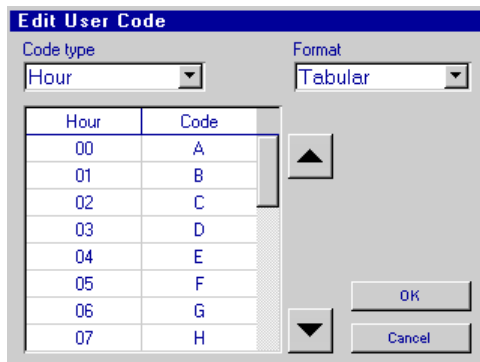 Edit User Code
Code type Format
Hour Tabular
Hour Code
00 A
01 B
02 C
03 D
04 E
05 F
06 G
07 H
OK
Cancel